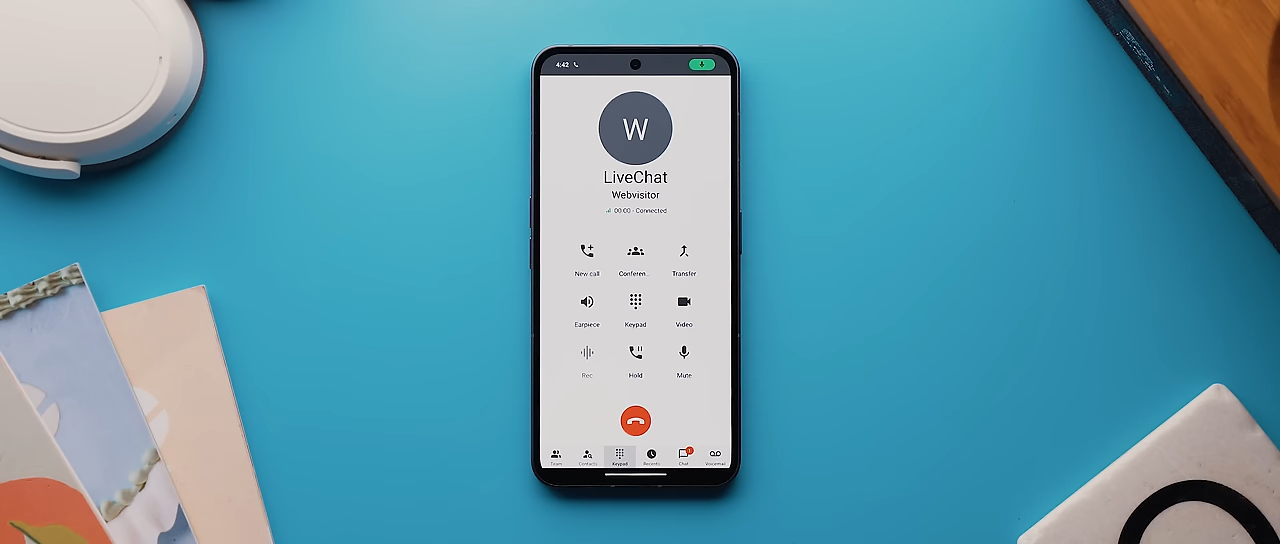 4:42
W
LiveChat
Webvisitor
00:00 - Connected
New call Conferen... Transfer
Earpiece Keypad Video
Rec Hold Mute
Team Contacts Keypad Recents Chat Voicemail